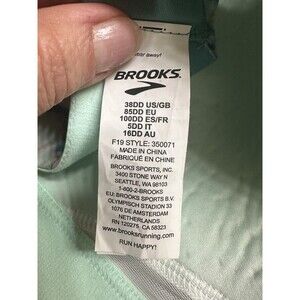 away!
BROOKS
38DD US/GB
85DD EU
100DD ES/FR
5DD IT
16DD AU
F19 STYLE: 350071
MADE IN CHINA
FABRIQUÉ EN CHINE
BROOKS SPORTS, INC.
3400 STONE WAY N
SEATTLE, WA 98103
1-800-2-BROOKS
EU: BROOKS SPORTS B.V.
OLYMPISCH STADION 33
1076 DE AMSTERDAM
NETHERLANDS
RN 120275, CA 58323
www.brooksrunning.com
RUN HAPPY!